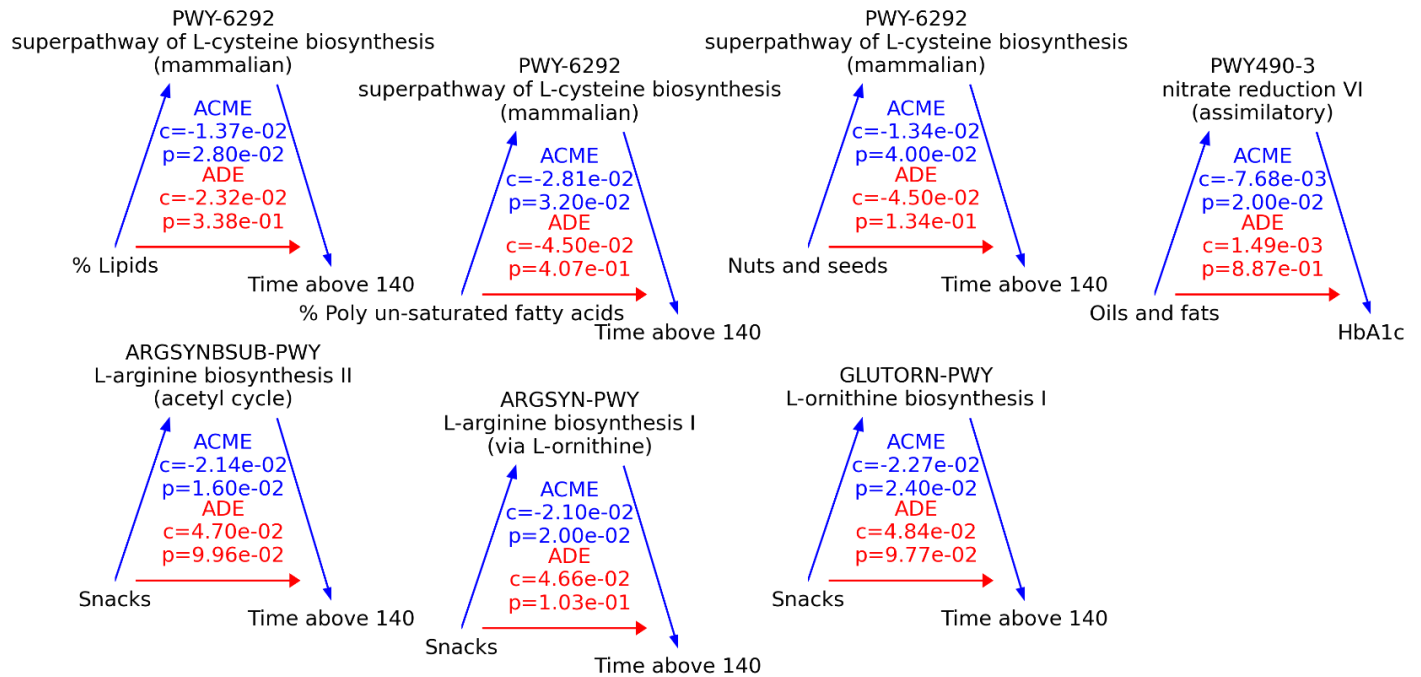 PWY-6292
superpathway of L-cysteine biosynthesis
(mammalian)
ACME
c=-1.37e-02
p=2.80e-02
ADE
c=-2.32e-02
p=3.38e-01
% Lipids
Time above 140
PWY-6292
superpathway of L-cysteine biosynthesis
(mammalian)
ACME
c=-2.81e-02
p=3.20e-02
ADE
c=-4.50e-02
p=4.07e-01
% Poly un-saturated fatty acids
Time above 140
PWY-6292
superpathway of L-cysteine biosynthesis
(mammalian)
ACME
c=-1.34e-02
p=4.00e-02
ADE
c=-4.50e-02
p=1.34e-01
Nuts and seeds
Time above 140
PWY490-3
nitrate reduction VI
(assimilatory)
ACME
c=-7.68e-03
p=2.00e-02
ADE
c=1.49e-03
p=8.87e-01
Oils and fats
HbA1c
ARGSYNBSUB-PWY
L-arginine biosynthesis II
(acetyl cycle)
ACME
c=-2.14e-02
p=1.60e-02
ADE
c=4.70e-02
p=9.96e-02
Snacks
Time above 140
ARGSYN-PWY
L-arginine biosynthesis I
(via L-ornithine)
ACME
c=-2.10e-02
p=2.00e-02
ADE
c=4.66e-02
p=1.03e-01
Snacks
Time above 140
GLUTORN-PWY
L-ornithine biosynthesis I
ACME
c=-2.27e-02
p=2.40e-02
ADE
c=4.84e-02
p=9.77e-02
Snacks
Time above 140